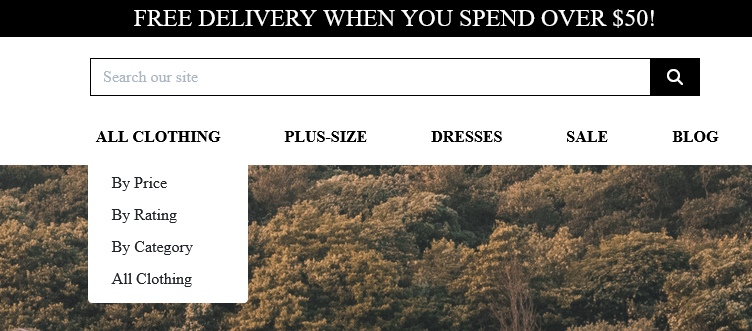 FREE DELIVERY WHEN YOU SPEND OVER $50!
Search our site
ALL CLOTHING PLUS-SIZE DRESSES SALE BLOG
By Price
By Rating
By Category
All Clothing